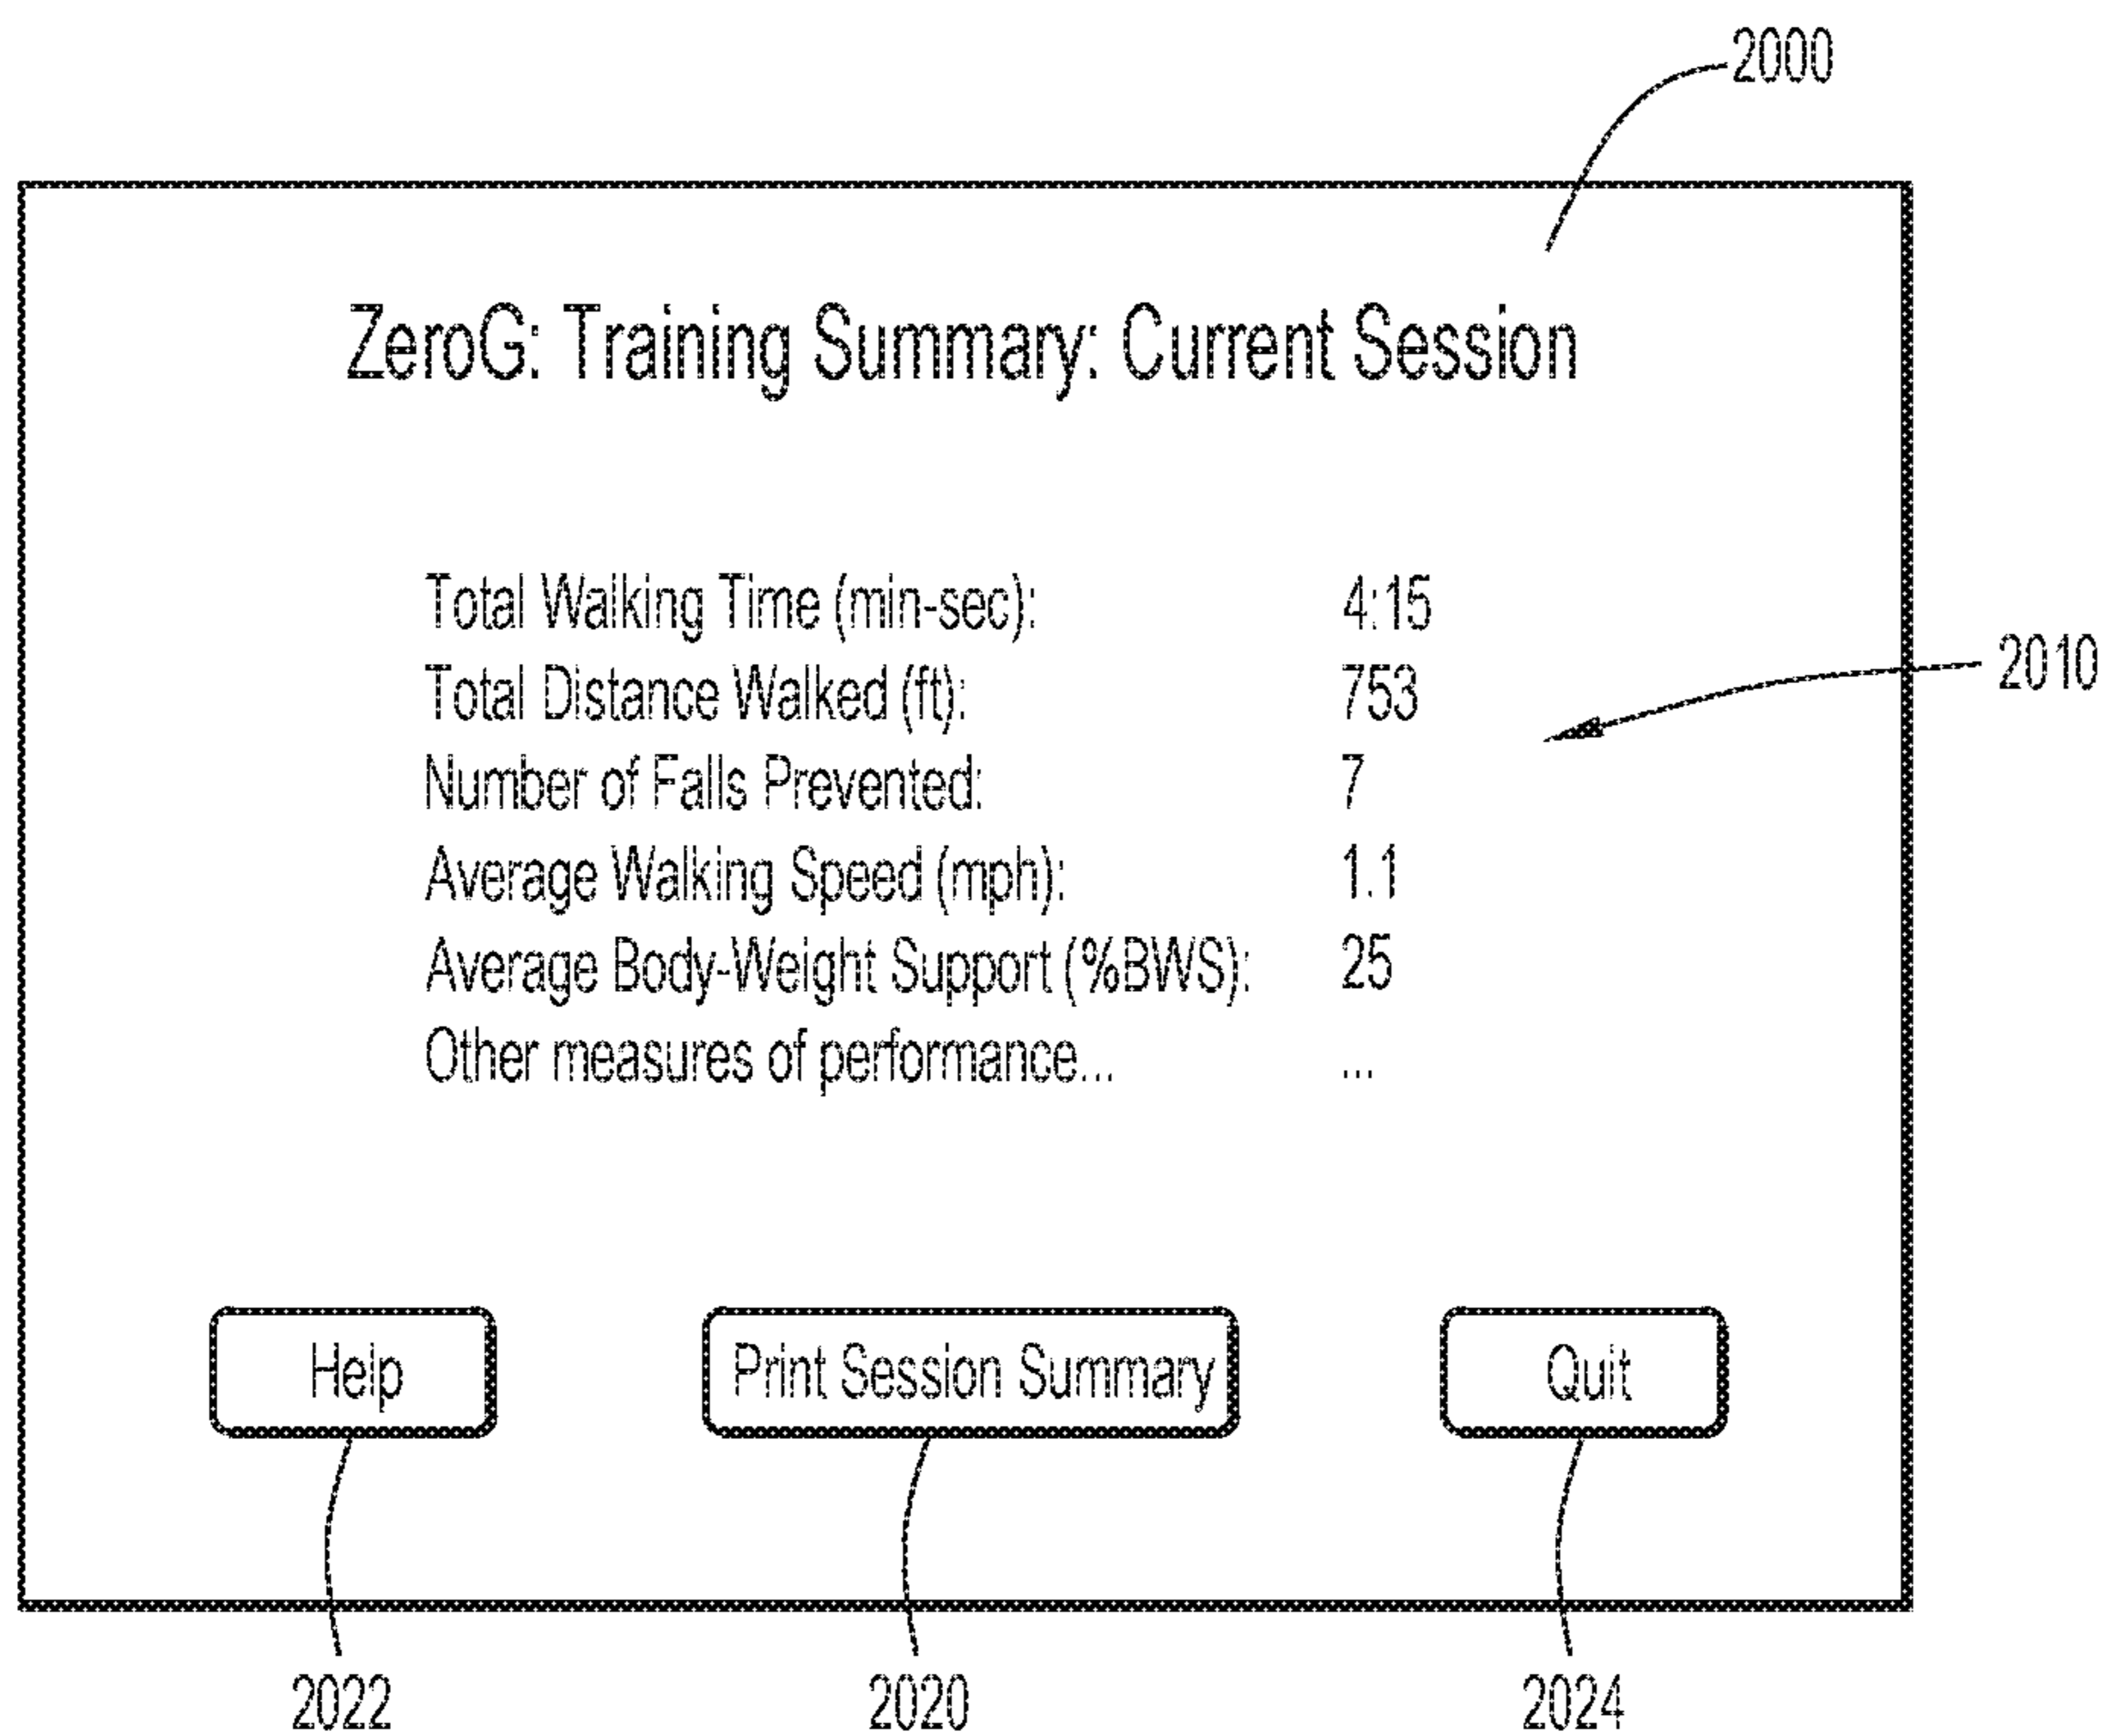 2000
ZeroG: Training Summary: Current Session
Total Walking Time (min-sec): 4:15
Total Distance Walked (ft): 753
2010
Number of Falls Prevented: 7
Average Walking Speed (mph): 1.1
Average Body-Weight Support (%BWS): 25
Other measures of performance... ...
Help Print Session Summary Quit
2022 2020 2024